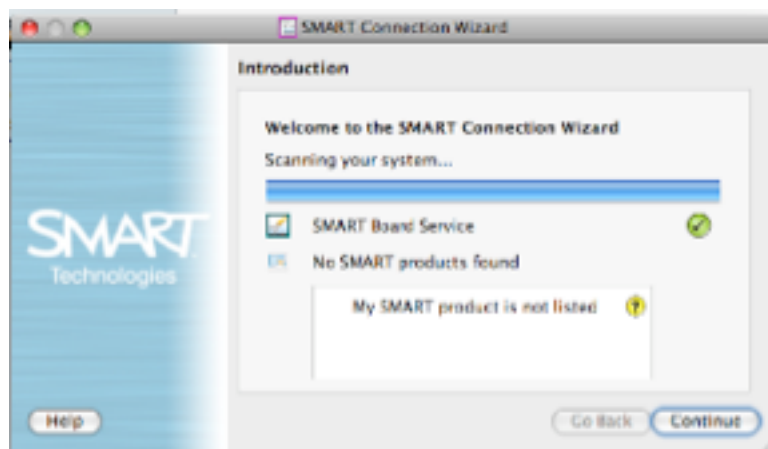 SMART Connection Wizard
Introduction
Welcome to the SMART Connection Wizard
Scanning your system...
SMART Board Service
No SMART products found
My SMART product is not listed
?
SMART
Technologies
Help
Go Back
Continue